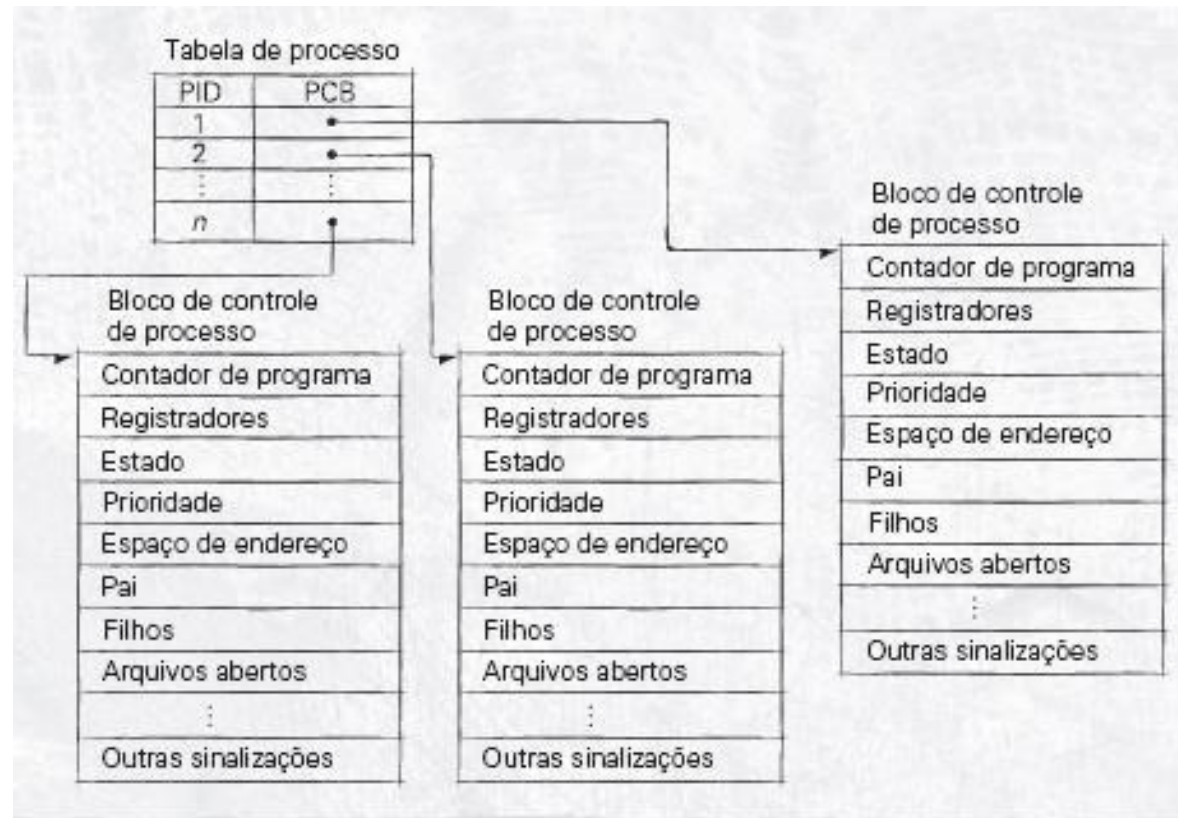 Tabela de processo
PID PCB
1
2
n
Bloco de controle
de processo
Contador de programa
Registradores
Estado
Prioridade
Espaço de endereço
Pai
Filhos
Arquivos abertos
Outras sinalizações
Bloco de controle
de processo
Contador de programa
Registradores
Estado
Prioridade
Espaço de endereço
Pai
Filhos
Arquivos abertos
Outras sinalizações
Bloco de controle
de processo
Contador de programa
Registradores
Estado
Prioridade
Espaço de endereço
Pai
Filhos
Arquivos abertos
Outras sinalizações